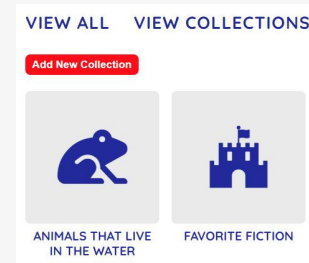 VIEW ALL VIEW COLLECTIONS
Add New Collection
ANIMALS THAT LIVE
IN THE WATER
FAVORITE FICTION